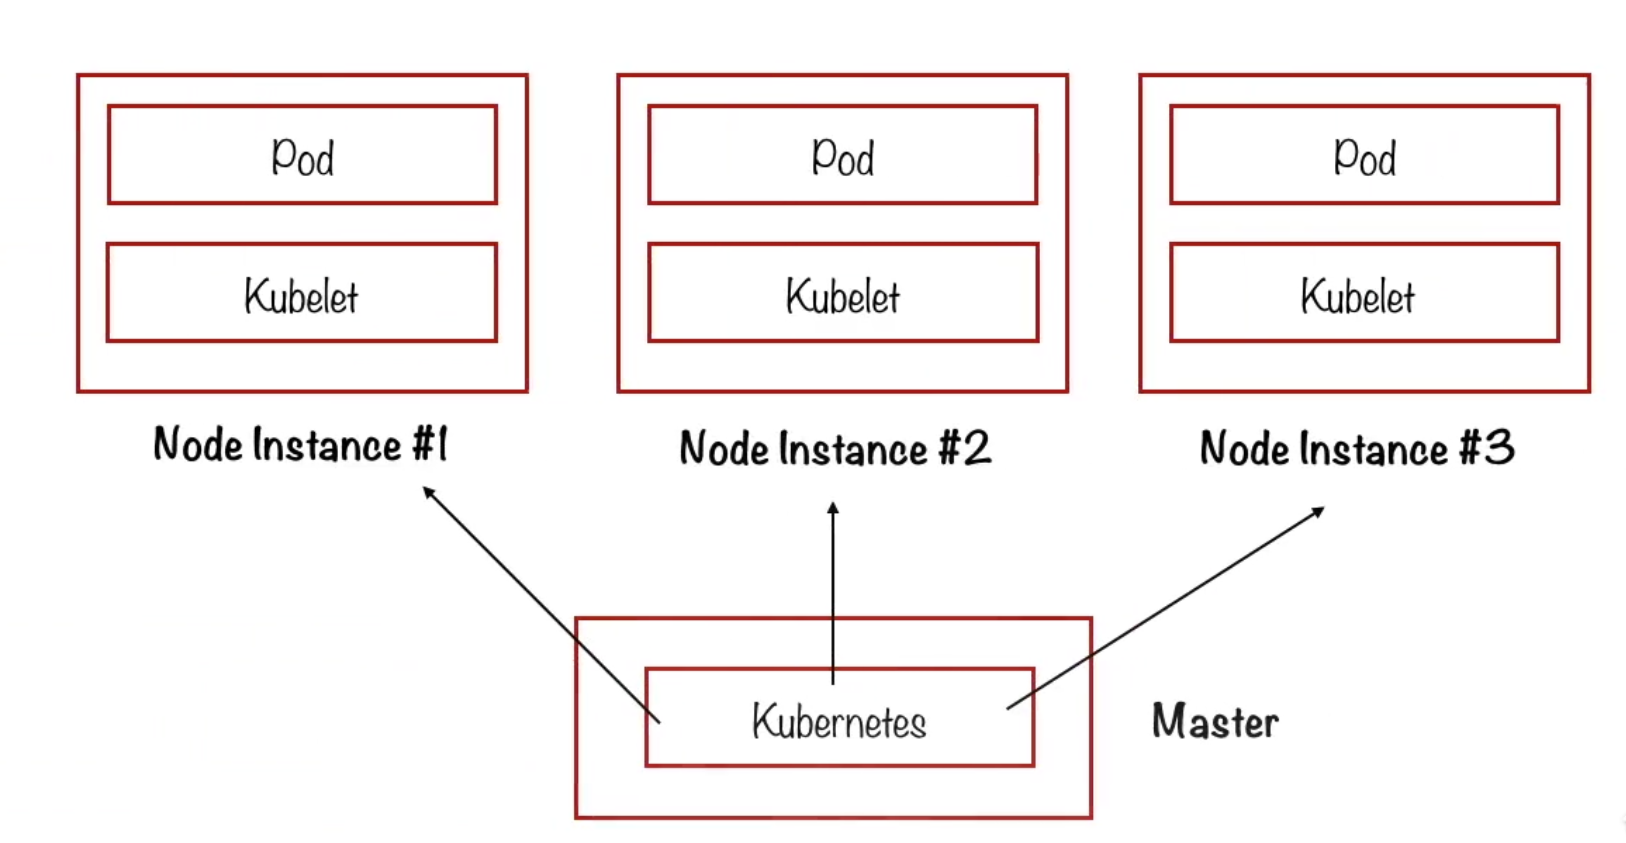 Pod
Pod
Pod
Kubelet
Kubelet
Kubelet
Node Instance #1
Node Instance #2
Node Instance #3
Kubernetes
Master